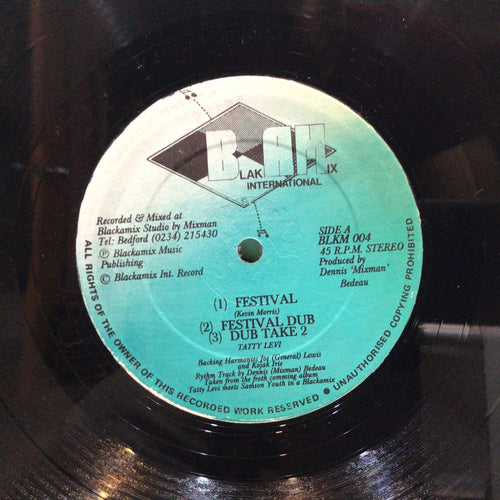 BLAKAMIX
INTERNATIONAL
Recorded & Mixed at
Blackamix Studio by Mixman
Tel: Bedford (0234) 215430
Ⓟ Blackamix Music
Publishing
© Blackamix Int. Record
SIDE A
BLKM 004
45 R.P.M. STEREO
Produced by
Dennis 'Mixman'
Bedeau
(1) FESTIVAL
(Kevin Morris)
(2) FESTIVAL DUB
(3) DUB TAKE 2
TATTY LEVI
Backing Harmonies Joe (General) Lewis
and Kojak Irie
Rythm Track by Dennis (Mixman) Bedeau
Taken from the froth comming album
Tatty Levi meets Samson Youth in a Blackamix
ALL RIGHTS OF THE OWNER OF THIS RECORDED WORK RESERVED • UNAUTHORISED COPYING PROHIBITED